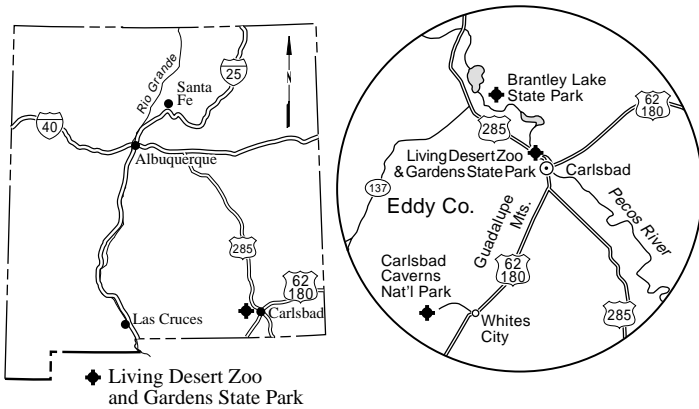 Rio Grande
25
Santa
Fe
N
40
Albuquerque
285
62
180
Carlsbad
Las Cruces
Living Desert Zoo
and Gardens State Park
Brantley Lake
State Park
62
180
285
Living Desert Zoo
& Gardens State Park
Carlsbad
137
Eddy Co.
Guadalupe
Mts.
Pecos River
Carlsbad
Caverns
Nat'l Park
62
180
285
Whites
City